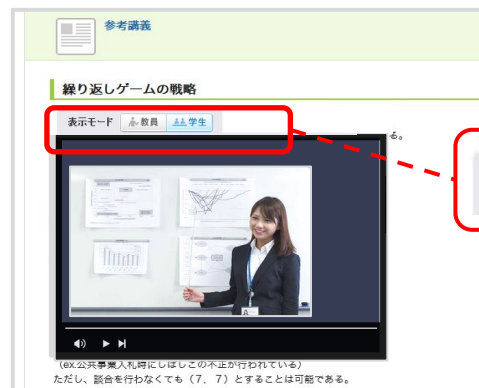 参考講義
繰り返しゲームの戦略
表示モード 教員 学生
る。
(ex.公共事業入札時にしばしこの不正が行われている)
ただし、談合を行わなくても（7，7）とすることは可能である。